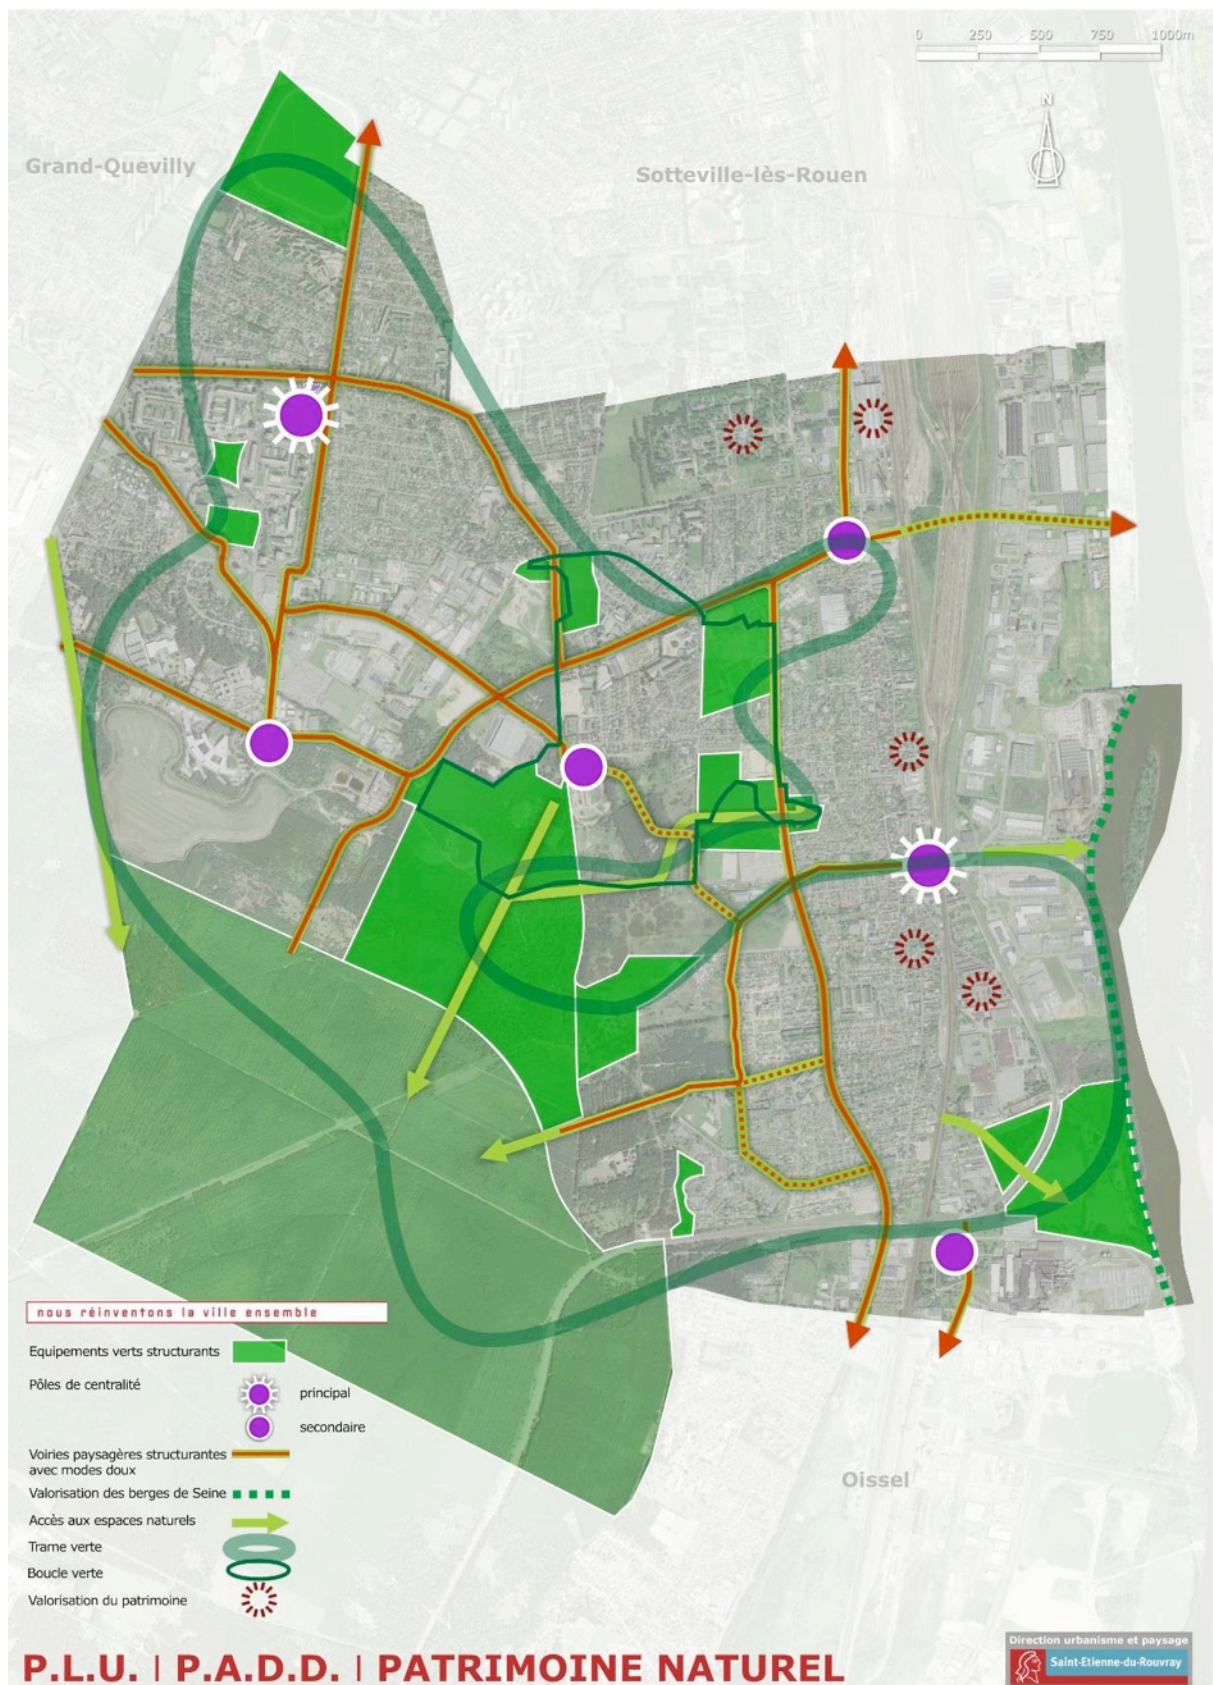 0 250 500 750 1000m
N
Grand-Quevilly
Sotteville-lès-Rouen
nous réinventons la ville ensemble
Equipements verts structurants
Pôles de centralité
principal
secondaire
Voiries paysagères structurantes
avec modes doux
Valorisation des berges de Seine
Accès aux espaces naturels
Trame verte
Boucle verte
Valorisation du patrimoine
Oissel
Direction urbanisme et paysage
Saint-Etienne-du-Rouvray
P.L.U. | P.A.D.D. | PATRIMOINE NATUREL